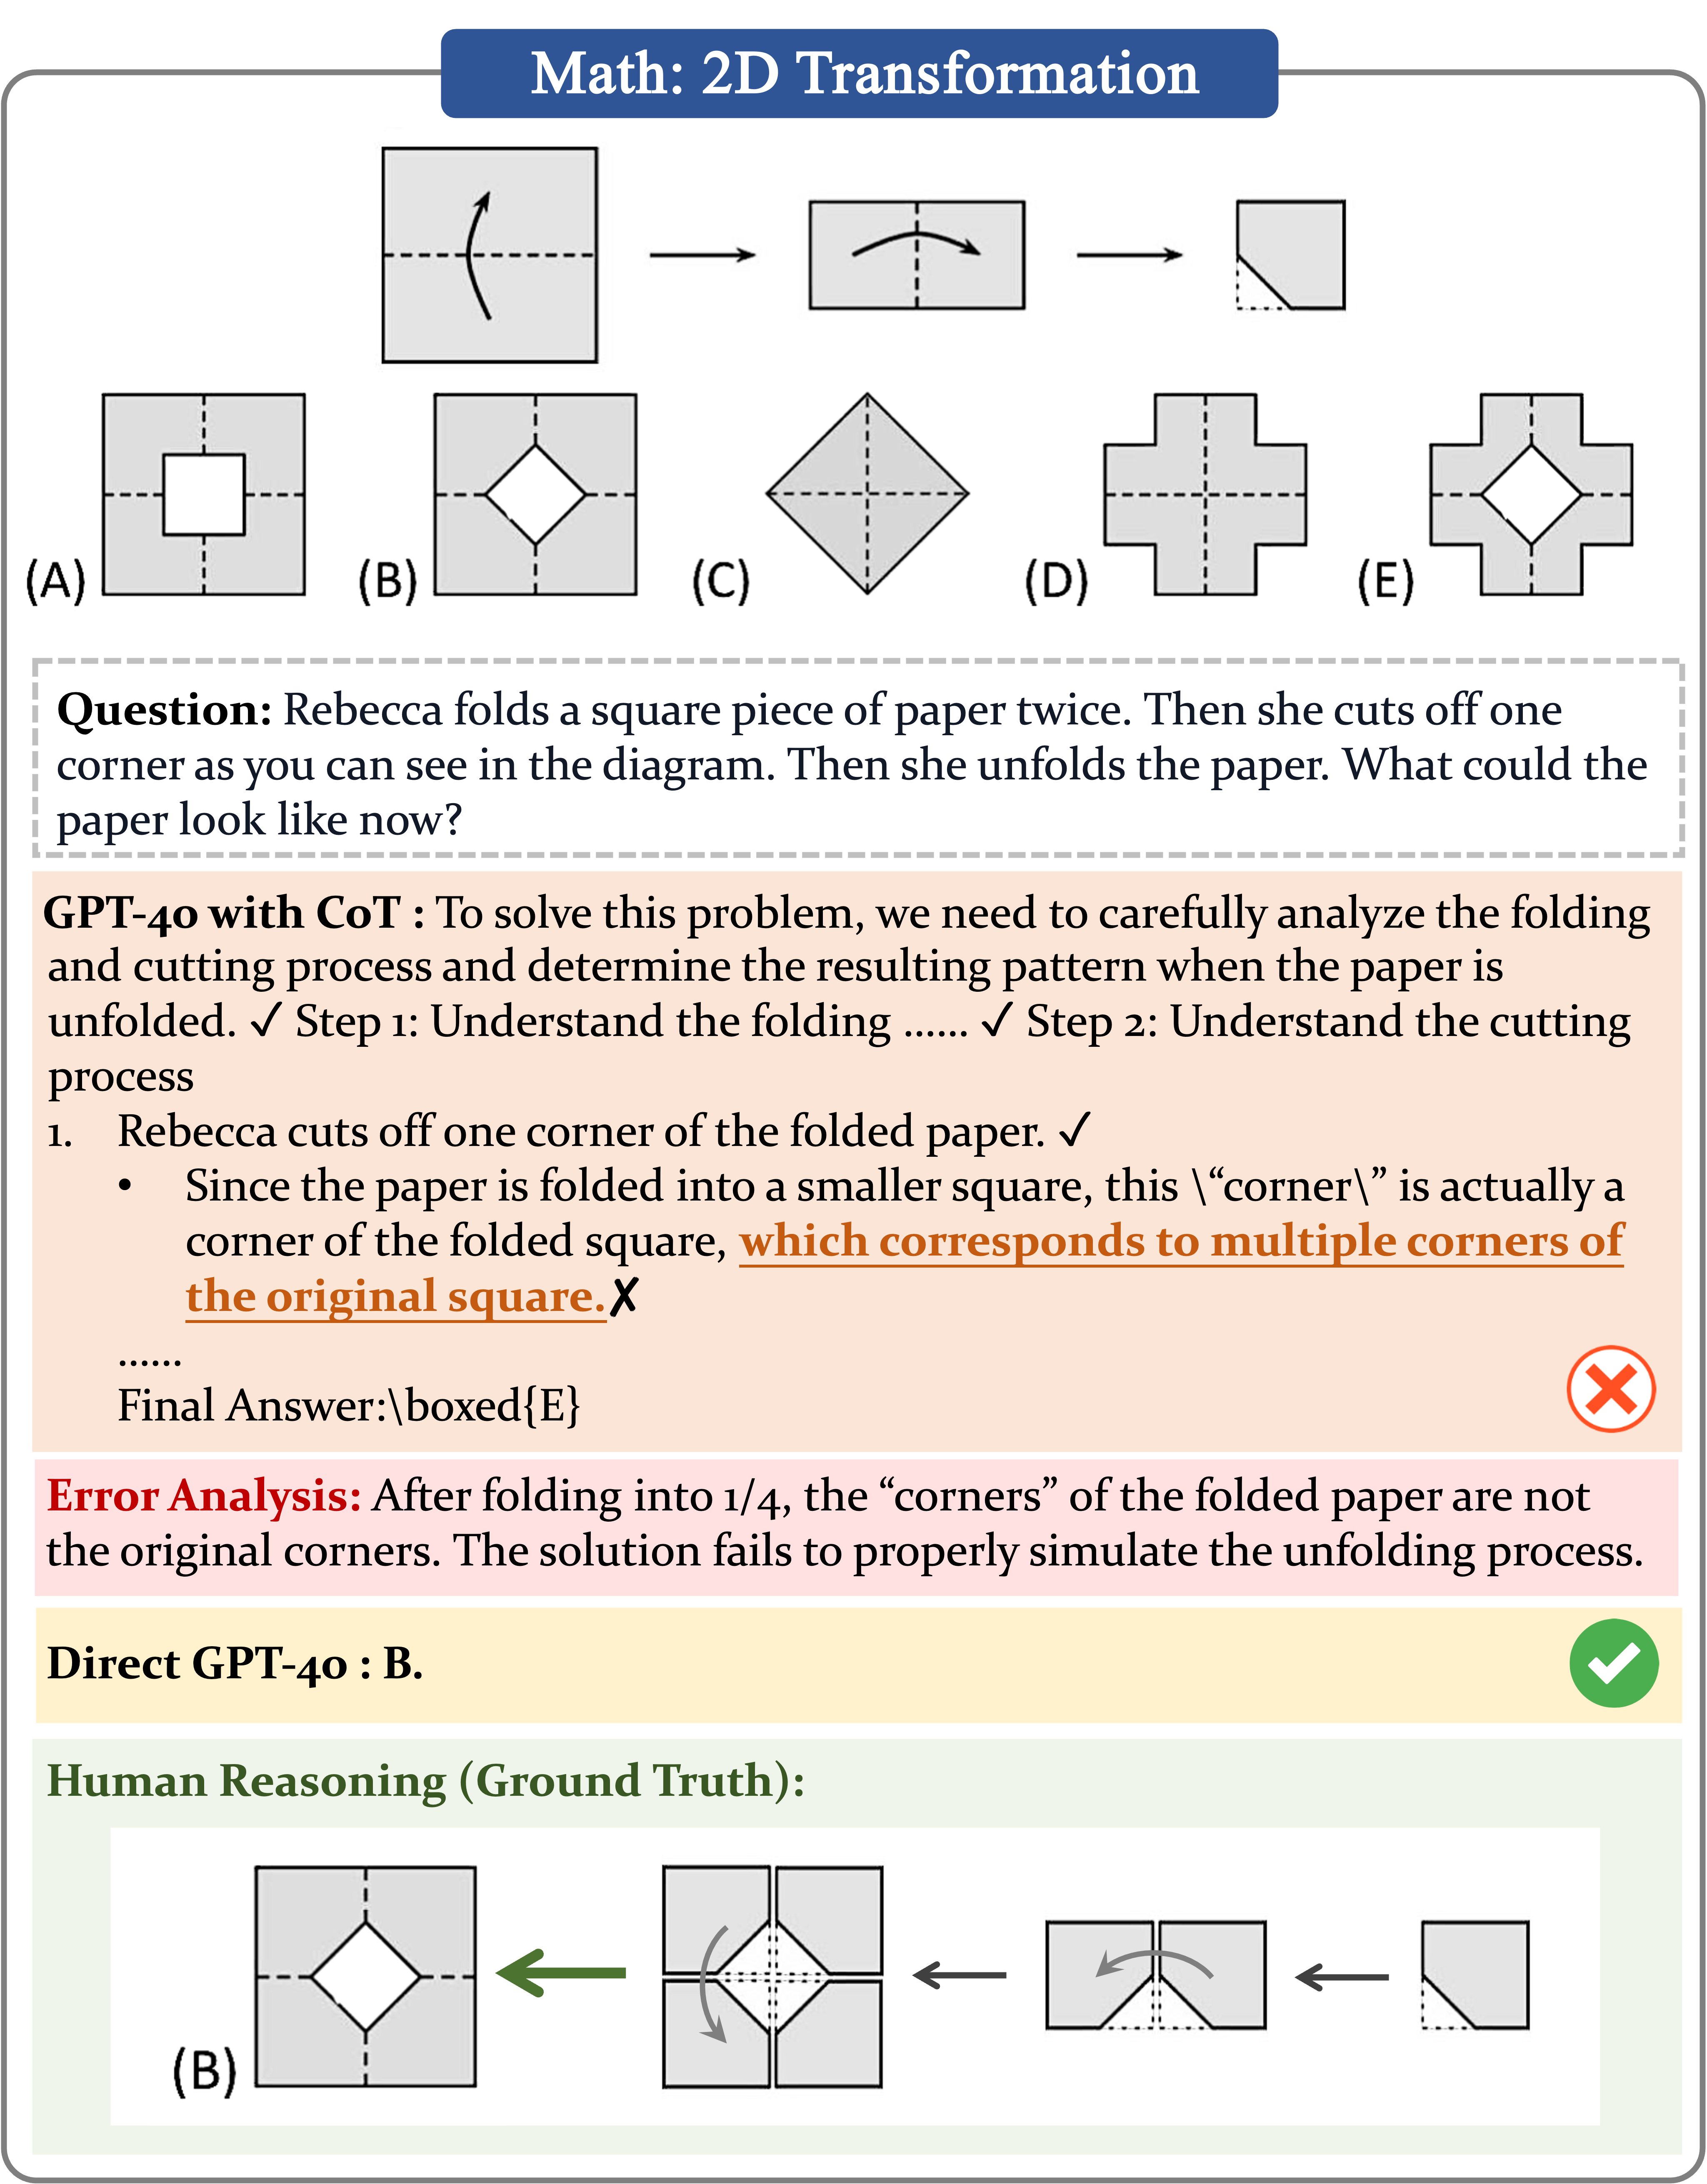 Math: 2D Transformation
(A)
(B)
(C)
(D)
(E)
Question: Rebecca folds a square piece of paper twice. Then she cuts off one
corner as you can see in the diagram. Then she unfolds the paper. What could the
paper look like now?
GPT-4o with CoT : To solve this problem, we need to carefully analyze the folding
and cutting process and determine the resulting pattern when the paper is
unfolded. ✓ Step 1: Understand the folding …… ✓ Step 2: Understand the cutting
process
1. Rebecca cuts off one corner of the folded paper. ✓
• Since the paper is folded into a smaller square, this \“corner\” is actually a
corner of the folded square, which corresponds to multiple corners of
the original square.✗
……
Final Answer:\boxed{E}
Error Analysis: After folding into 1/4, the “corners” of the folded paper are not
the original corners. The solution fails to properly simulate the unfolding process.
Direct GPT-4o : B.
Human Reasoning (Ground Truth):
(B)